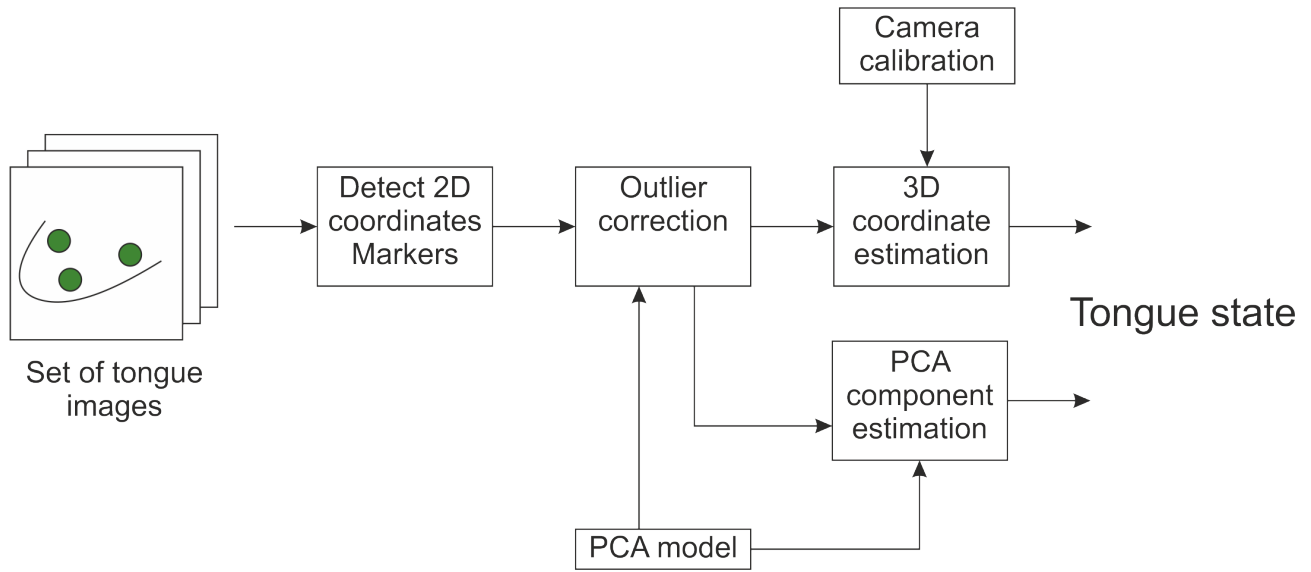 Camera
calibration
Detect 2D
coordinates
Markers
Outlier
correction
3D
coordinate
estimation
Tongue state
Set of tongue
images
PCA
component
estimation
PCA model